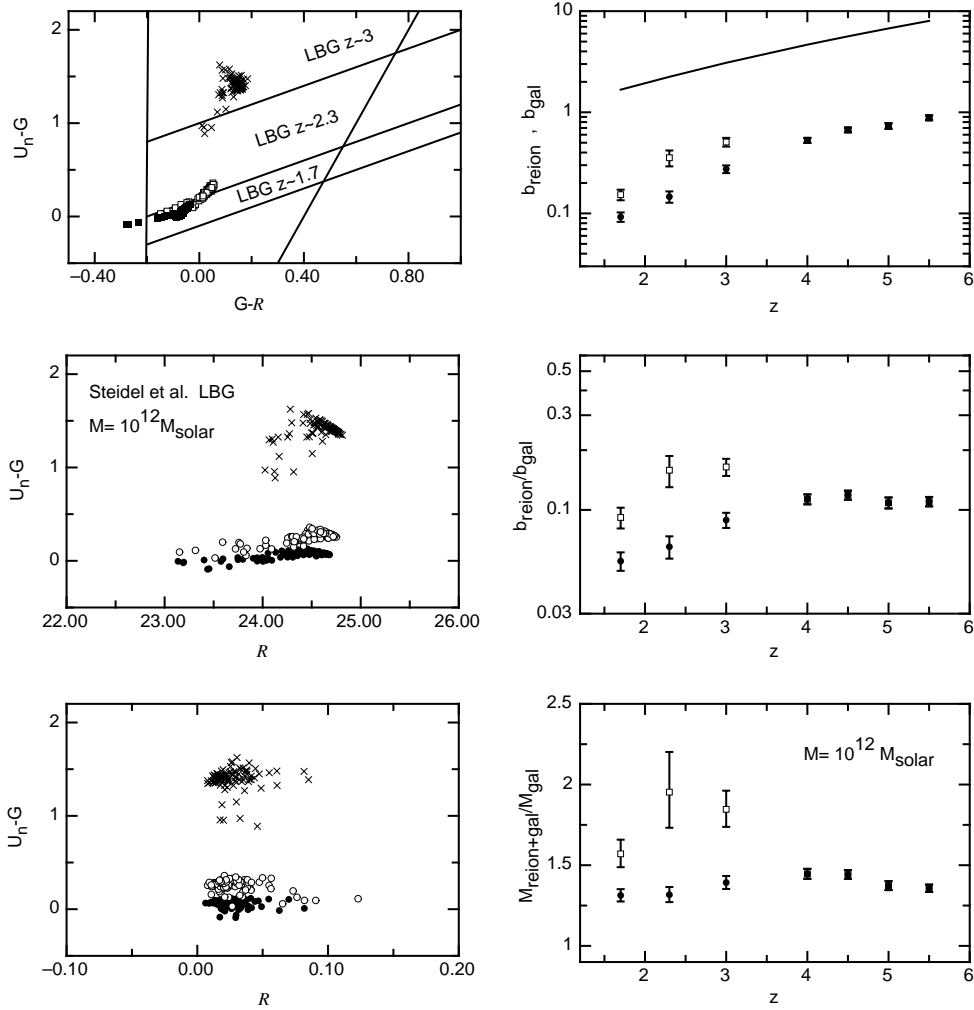 2
1
0
U_n-G
LBG z~3
LBG z~2.3
LBG z~1.7
−0.40
0.00
0.40
0.80
G-R
10
1
0.1
b_reion , b_gal
2
3
4
5
6
z
2
1
0
U_n-G
Steidel et al. LBG
M= 10^12 M_solar
22.00
23.00
24.00
25.00
26.00
R
0.5
0.3
0.1
0.03
b_reion/b_gal
2
3
4
5
6
z
2
1
0
U_n-G
−0.10
0.00
0.10
0.20
R
2.5
2
1.5
1
M_reion+gal/M_gal
M= 10^12 M_solar
2
3
4
5
6
z